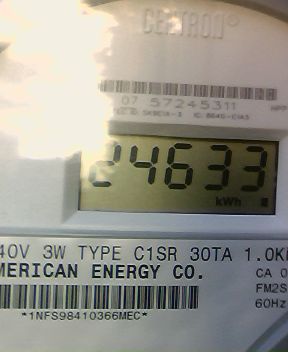 CENTRON®
07 57245311
24633
kWh
40V 3W TYPE C1SR 30TA 1.0K
MERICAN ENERGY CO.
CA 0
FM2S
60Hz
*1NFS98410366MEC*